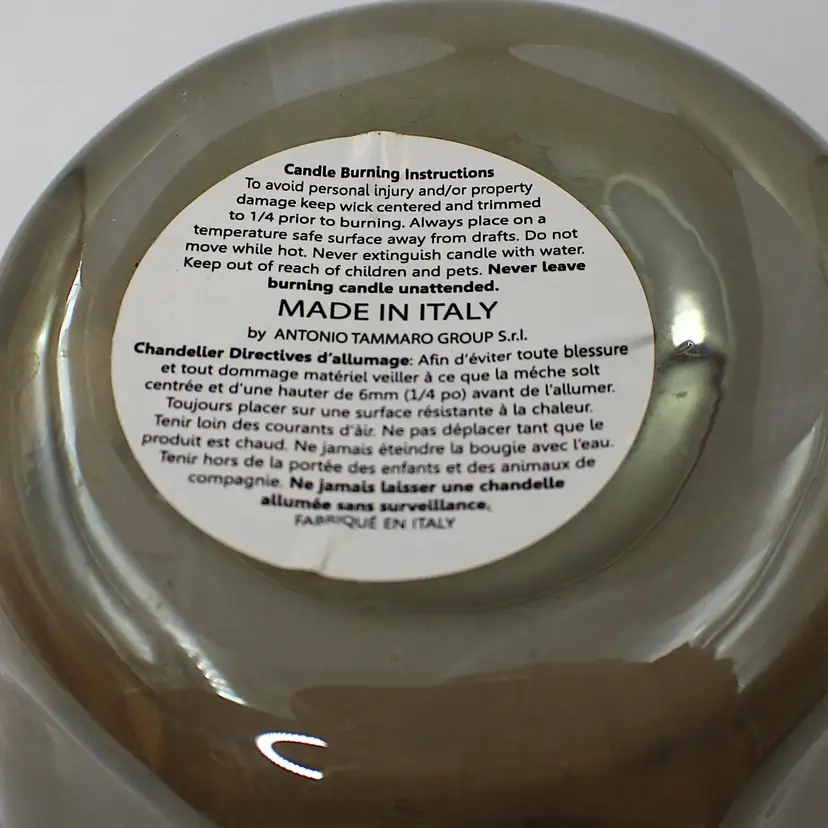 Candle Burning Instructions
To avoid personal injury and/or property
damage keep wick centered and trimmed
to 1/4 prior to burning. Always place on a
temperature safe surface away from drafts. Do not
move while hot. Never extinguish candle with water.
Keep out of reach of children and pets. Never leave
burning candle unattended.
MADE IN ITALY
by ANTONIO TAMMARO GROUP S.r.l.
Chandelier Directives d'allumage: Afin d'éviter toute blessure
et tout dommage matériel veiller à ce que la méche solt
centrée et d'une hauter de 6mm (1/4 po) avant de l'allumer.
Toujours placer sur une surface résistante à la chaleur.
Tenir loin des courants d'àir. Ne pas déplacer tant que le
produit est chaud. Ne jamais éteindre la bougie avec l'eau.
Tenir hors de la portée des enfants et des animaux de
compagnie. Ne jamais laisser une chandelle
allumée sans surveillance.
FABRIQUÉ EN ITALY